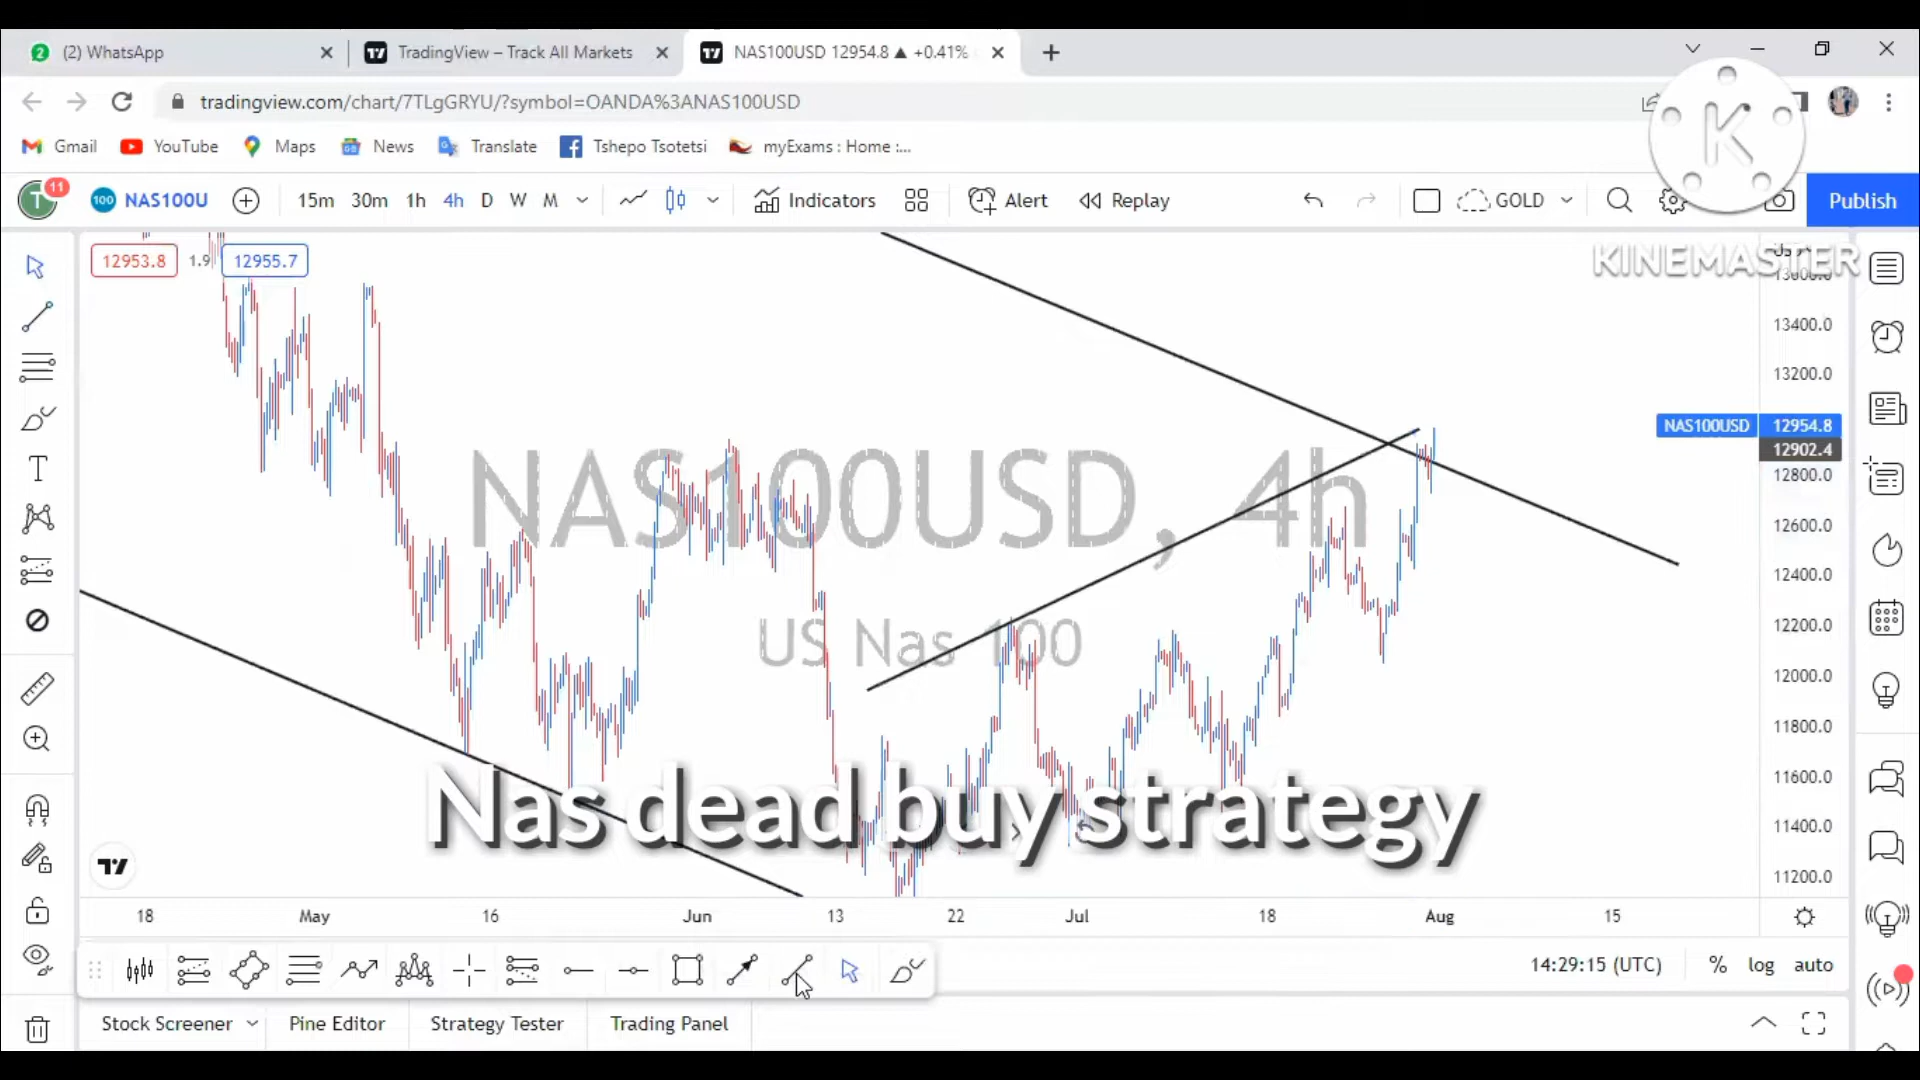 2 (2) WhatsApp TradingView – Track All Markets NAS100USD 12954.8 ▲ +0.41%
tradingview.com/chart/7TLgGRYU/?symbol=OANDA%3ANAS100USD
Gmail YouTube Maps News Translate Tshepo Tsotetsi myExams : Home :...
T 11 100 NAS100U 15m 30m 1h 4h D W M Indicators Alert Replay GOLD Publish
K
KINEMASTER
12953.8 1.9 12955.7
13400.0
13200.0
NAS100USD 12954.8
12902.4
12800.0
NAS100USD, 4h
12600.0
12400.0
12200.0
US Nas 100
12000.0
11800.0
11600.0
Nas dead buy strategy
11400.0
11200.0
18 May 16 Jun 13 22 Jul 18 Aug 15
14:29:15 (UTC) % log auto
Stock Screener Pine Editor Strategy Tester Trading Panel